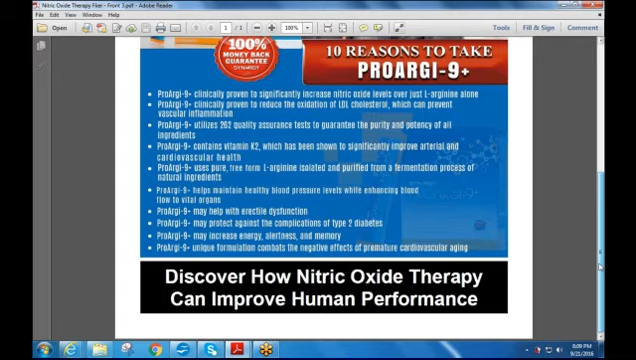 Nitric Oxide Therapy Flier - Front 3.pdf - Adobe Reader
File Edit View Window Help
Open 1 / 1 100% Tools Fill & Sign Comment
100%
MONEY BACK
GUARANTEE
SYNERGY
10 REASONS TO TAKE
PROARGI-9+
• ProArgi-9+ clinically proven to significantly increase nitric oxide levels over just L-arginine alone
• ProArgi-9+ clinically proven to reduce the oxidation of LDL cholesterol, which can prevent
vascular inflammation
• ProArgi-9+ utilizes 262 quality assurance tests to guarantee the purity and potency of all
ingredients
• ProArgi-9+ contains vitamin K2, which has been shown to significantly improve arterial and
cardiovascular health
• ProArgi-9+ uses pure, free form L-arginine isolated and purified from a fermentation process of
natural ingredients
• ProArgi-9+ helps maintain healthy blood pressure levels while enhancing blood
flow to vital organs
• ProArgi-9+ may help with erectile dysfunction
• ProArgi-9+ may protect against the complications of type 2 diabetes
• ProArgi-9+ may increase energy, alertness, and memory
• ProArgi-9+ unique formulation combats the negative effects of premature cardiovascular aging
Discover How Nitric Oxide Therapy
Can Improve Human Performance
8:09 PM
9/21/2016